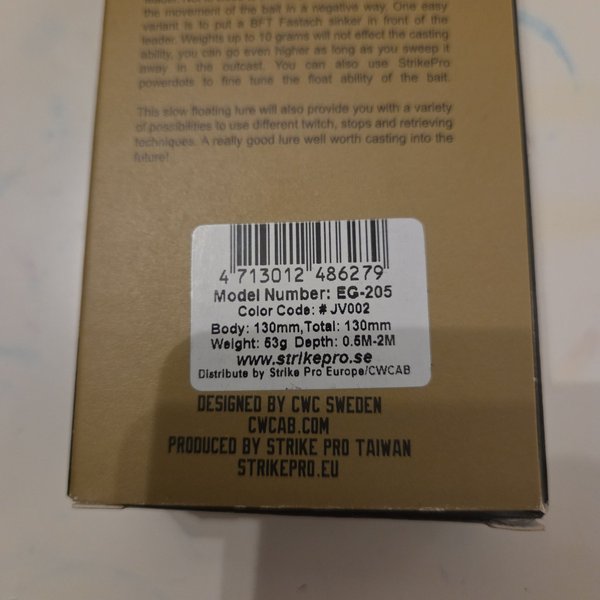 the movement of the bait in a negative way. One easy
variant is to put a BFT Fastach sinker in front of the
leader. Weights up to 10 grams will not effect the casting
ability, you can go even higher as long as you sweep it
away in the outcast. You can also use StrikePro
powerdots to fine tune the float ability of the bait.
This slow floating lure will also provide you with a variety
of possibilities to use different twitch, stops and retrieving
techniques. A really good lure well worth casting into the
future!
4 713012 486279
Model Number: EG-205
Color Code: # JV002
Body: 130mm,Total: 130mm
Weight: 53g Depth: 0.5M-2M
www.strikepro.se
Distribute by Strike Pro Europe/CWCAB
DESIGNED BY CWC SWEDEN
CWCAB.COM
PRODUCED BY STRIKE PRO TAIWAN
STRIKEPRO.EU